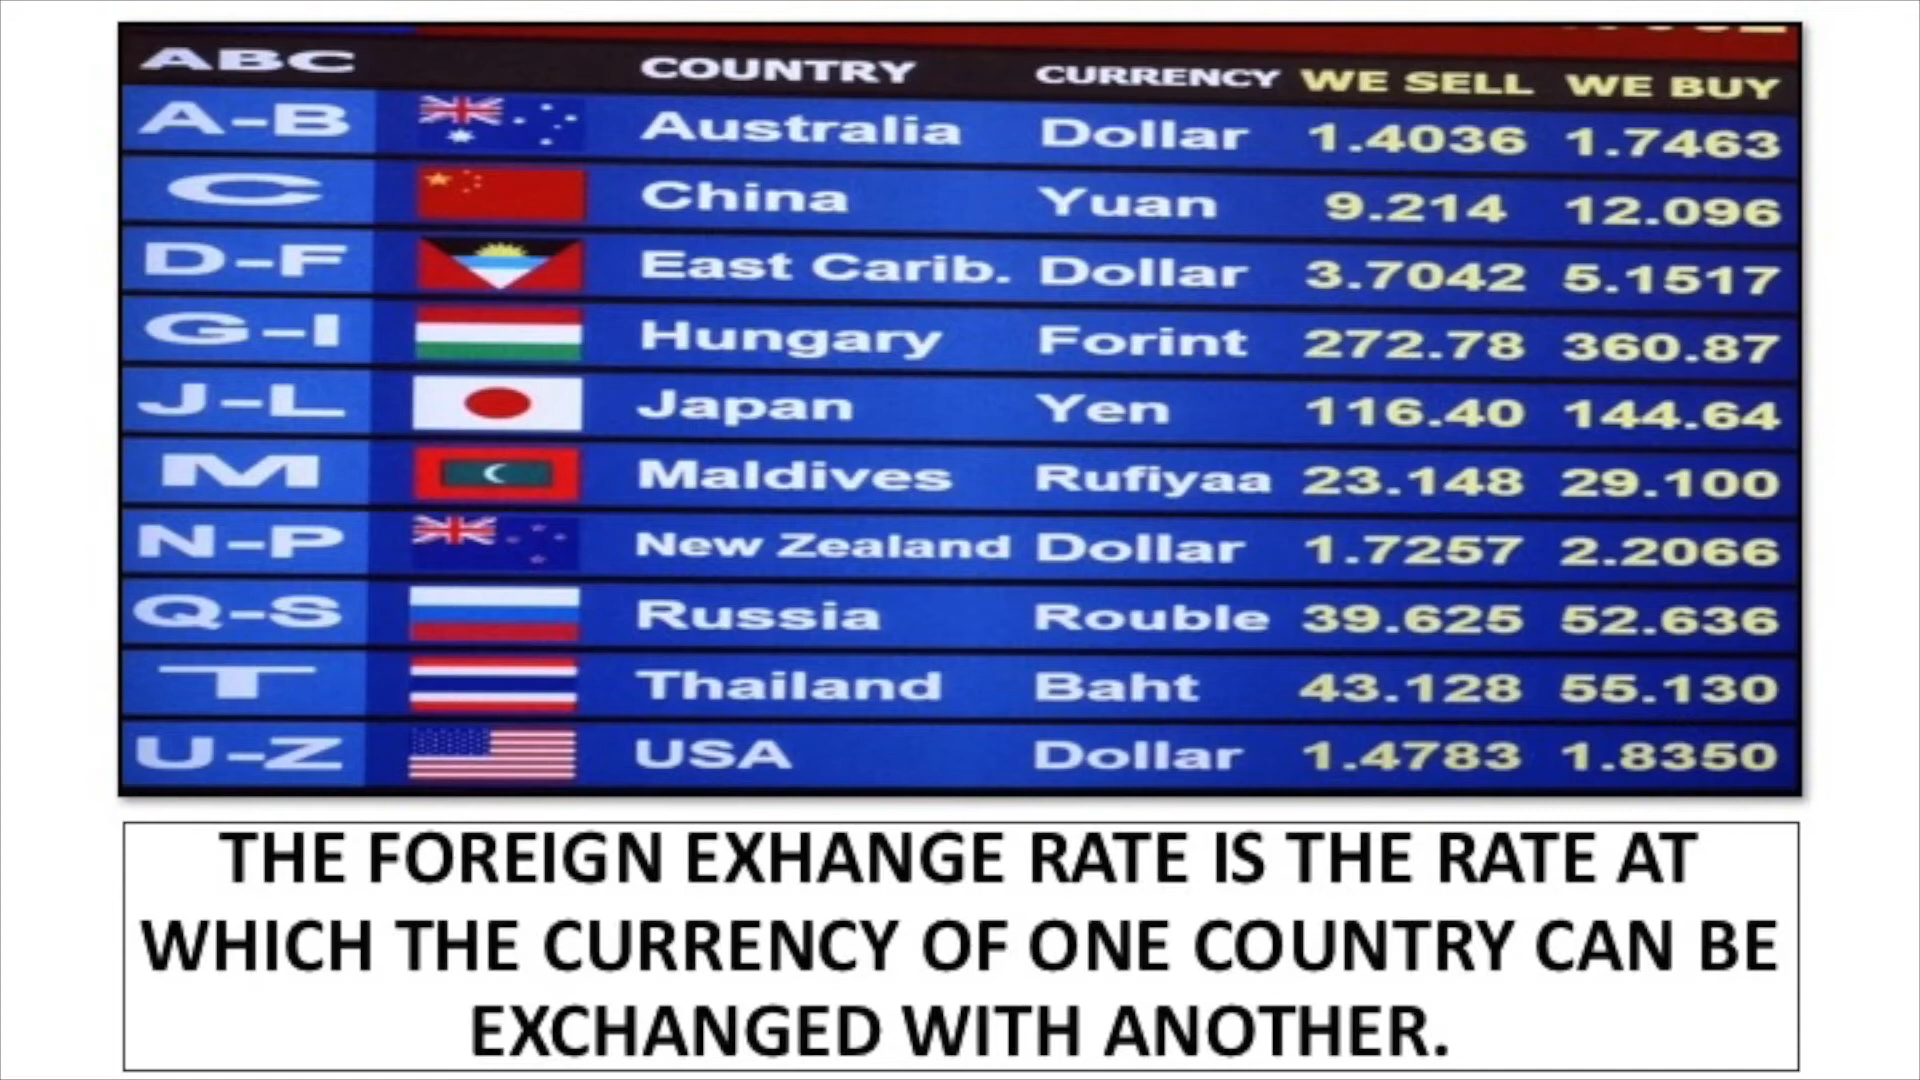 ABC COUNTRY CURRENCY WE SELL WE BUY
A-B Australia Dollar 1.4036 1.7463
C China Yuan 9.214 12.096
D-F East Carib. Dollar 3.7042 5.1517
G-I Hungary Forint 272.78 360.87
J-L Japan Yen 116.40 144.64
M Maldives Rufiyaa 23.148 29.100
N-P New Zealand Dollar 1.7257 2.2066
Q-S Russia Rouble 39.625 52.636
T Thailand Baht 43.128 55.130
U-Z USA Dollar 1.4783 1.8350
THE FOREIGN EXHANGE RATE IS THE RATE AT
WHICH THE CURRENCY OF ONE COUNTRY CAN BE
EXCHANGED WITH ANOTHER.